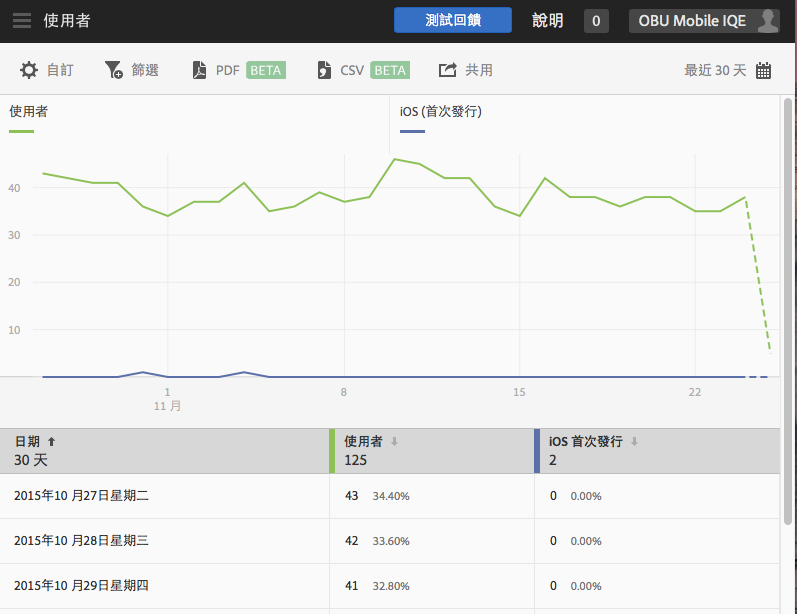 使用者 測試回饋 說明 0 OBU Mobile IQE
自訂 篩選 PDF BETA CSV BETA 共用 最近 30 天
使用者 iOS (首次發行)
40
30
20
10
1 8 15 22
11 月
日期 使用者 iOS 首次發行
30 天 125 2
2015年10 月27日星期二 43 34.40% 0 0.00%
2015年10 月28日星期三 42 33.60% 0 0.00%
2015年10 月29日星期四 41 32.80% 0 0.00%